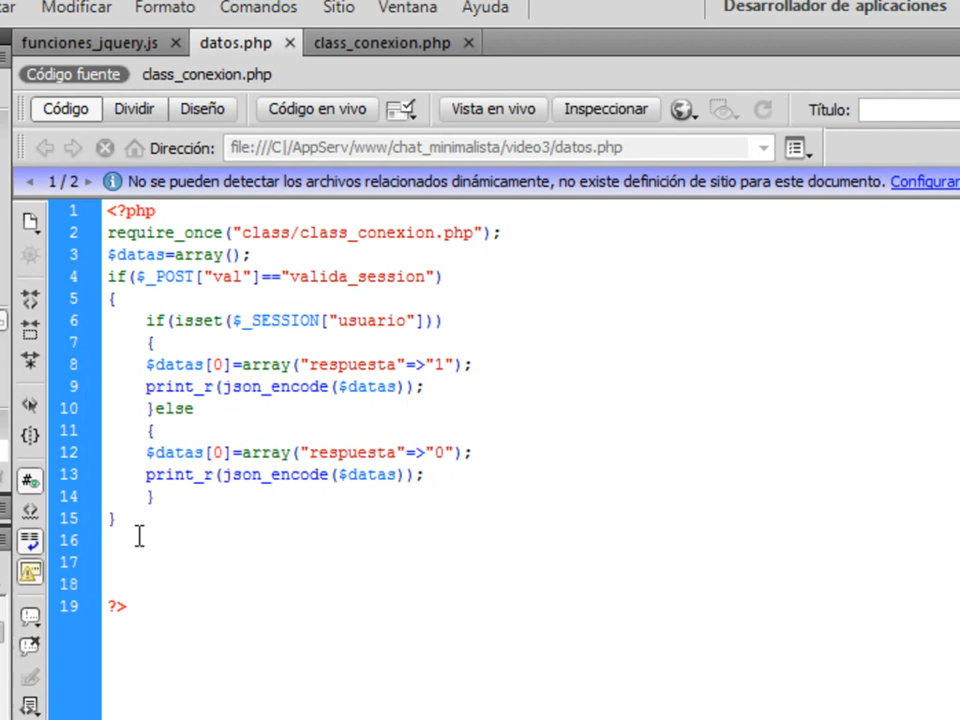 Modificar Formato Comandos Sitio Ventana Ayuda Desarrollador de aplicaciones
funciones_jquery.js datos.php class_conexion.php
Código fuente class_conexion.php
Código Dividir Diseño Código en vivo Vista en vivo Inspeccionar Título:
Dirección: file:///C|/AppServ/www/chat_minimalista/video3/datos.php
1 / 2 No se pueden detectar los archivos relacionados dinámicamente, no existe definición de sitio para este documento. Configurar
1 <?php
2 require_once("class/class_conexion.php");
3 $datas=array();
4 if($_POST["val"]=="valida_session")
5 {
6 if(isset($_SESSION["usuario"]))
7 {
8 $datas[0]=array("respuesta"=>"1");
9 print_r(json_encode($datas));
10 }else
11 {
12 $datas[0]=array("respuesta"=>"0");
13 print_r(json_encode($datas));
14 }
15 }
16
17
18
19 ?>